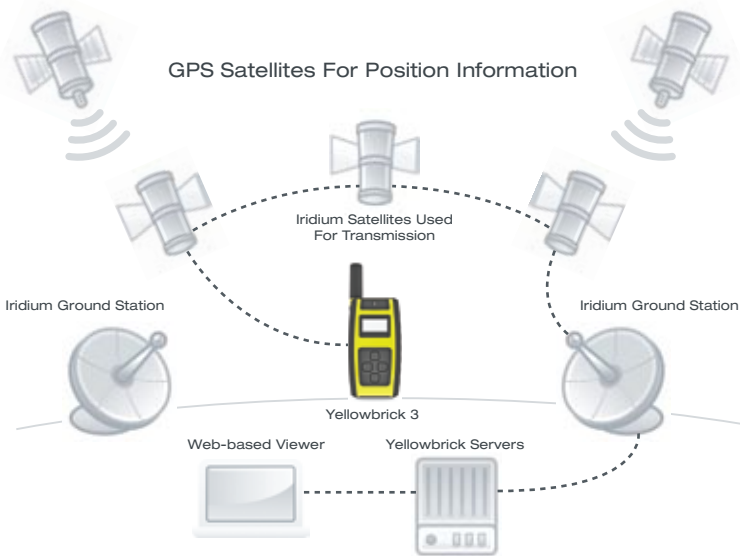 GPS Satellites For Position Information
Iridium Satellites Used
For Transmission
Iridium Ground Station
Iridium Ground Station
Yellowbrick 3
Web-based Viewer
Yellowbrick Servers